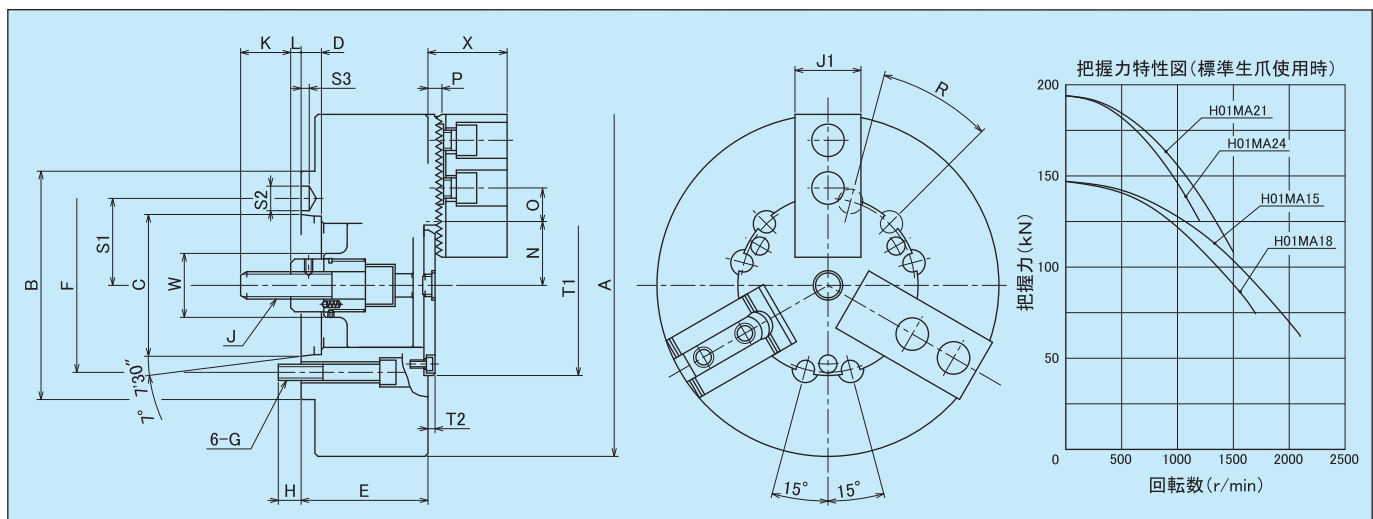 K
L
D
X
S3
P
S2
S1
B
F
C
W
J
O
N
T1
A
7° 7′30″
T2
6-G
H
E
J1
R
15°
15°
把握力特性図(標準生爪使用時)
把握力(kN)
200
150
100
50
0
500
1000
1500
2000
2500
回転数(r/min)
H01MA21
H01MA24
H01MA15
H01MA18